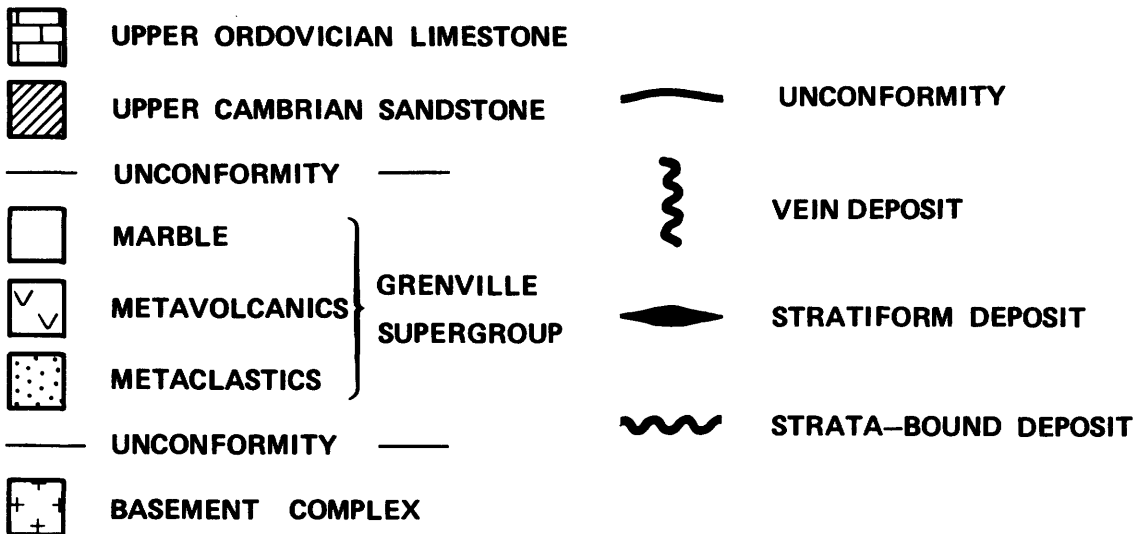 UPPER ORDOVICIAN LIMESTONE
UPPER CAMBRIAN SANDSTONE
UNCONFORMITY
MARBLE
METAVOLCANICS
METACLASTICS
GRENVILLE
SUPERGROUP
UNCONFORMITY
BASEMENT COMPLEX
UNCONFORMITY
VEIN DEPOSIT
STRATIFORM DEPOSIT
STRATA–BOUND DEPOSIT